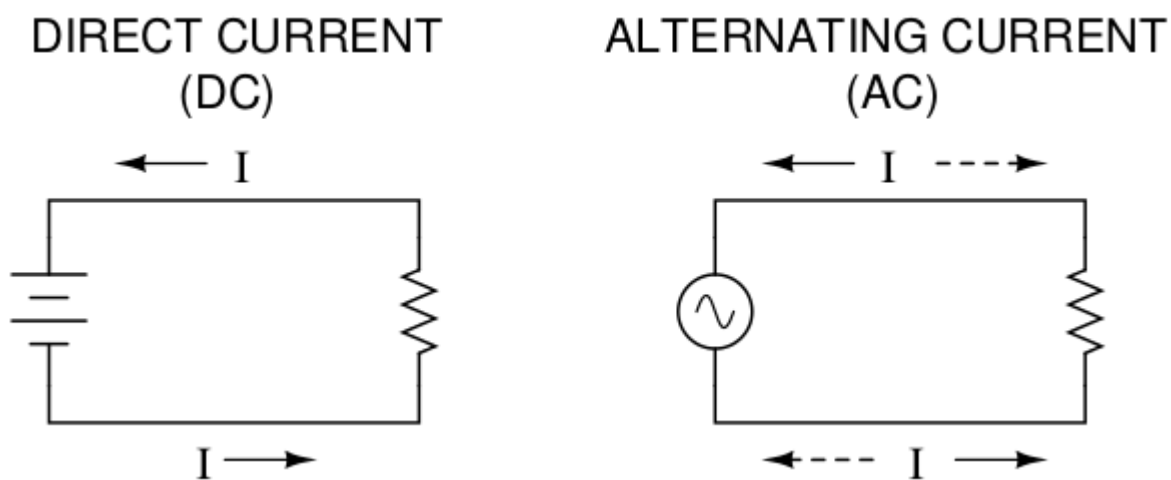 DIRECT CURRENT
(DC)
I
I
ALTERNATING CURRENT
(AC)
I
I